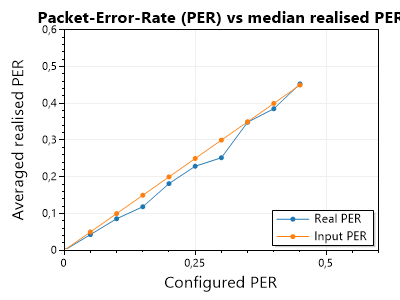 Packet-Error-Rate (PER) vs median realised PER
0,6
0,5
0,4
0,3
0,2
0,1
0
Averaged realised PER
0
0,25
0,5
Configured PER
Real PER
Input PER